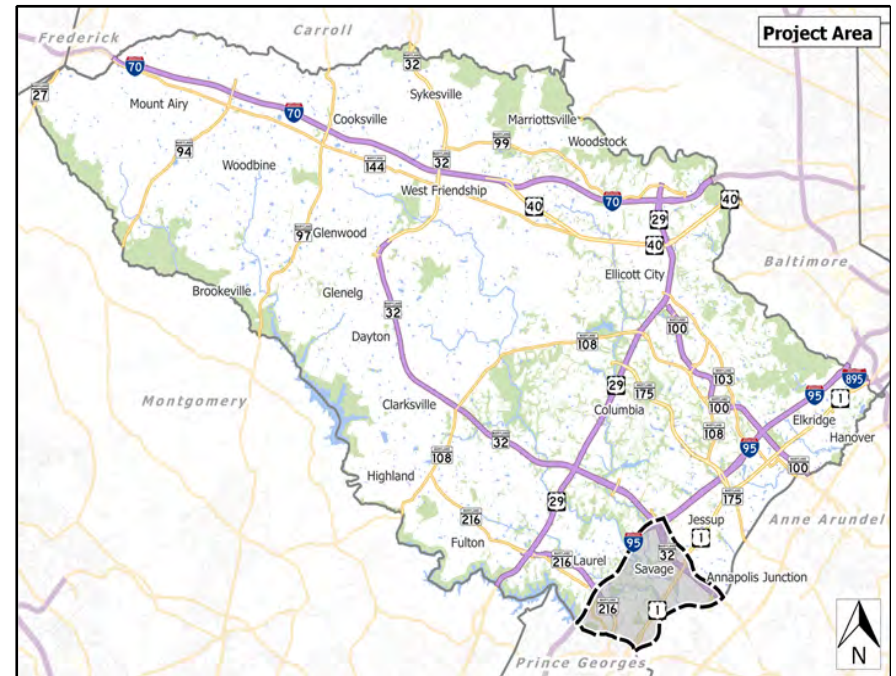 Project Area
Frederick
Carroll
MARYLAND
32
70
27
Mount Airy
70
Sykesville
Cooksville
Marriottsville
94
Woodbine
144
32
99
Woodstock
West Friendship
40
70
29
40
97
Glenwood
40
Baltimore
Ellicott City
Brookeville
Glenelg
32
Dayton
100
108
29
175
103
95
895
1
Montgomery
Clarksville
Columbia
100
Elkridge
108
Hanover
32
95
108
100
Highland
175
29
Jessup
Anne Arundel
216
95
1
Fulton
Laurel
32
216
Savage
Annapolis Junction
216
1
Prince Georges
N